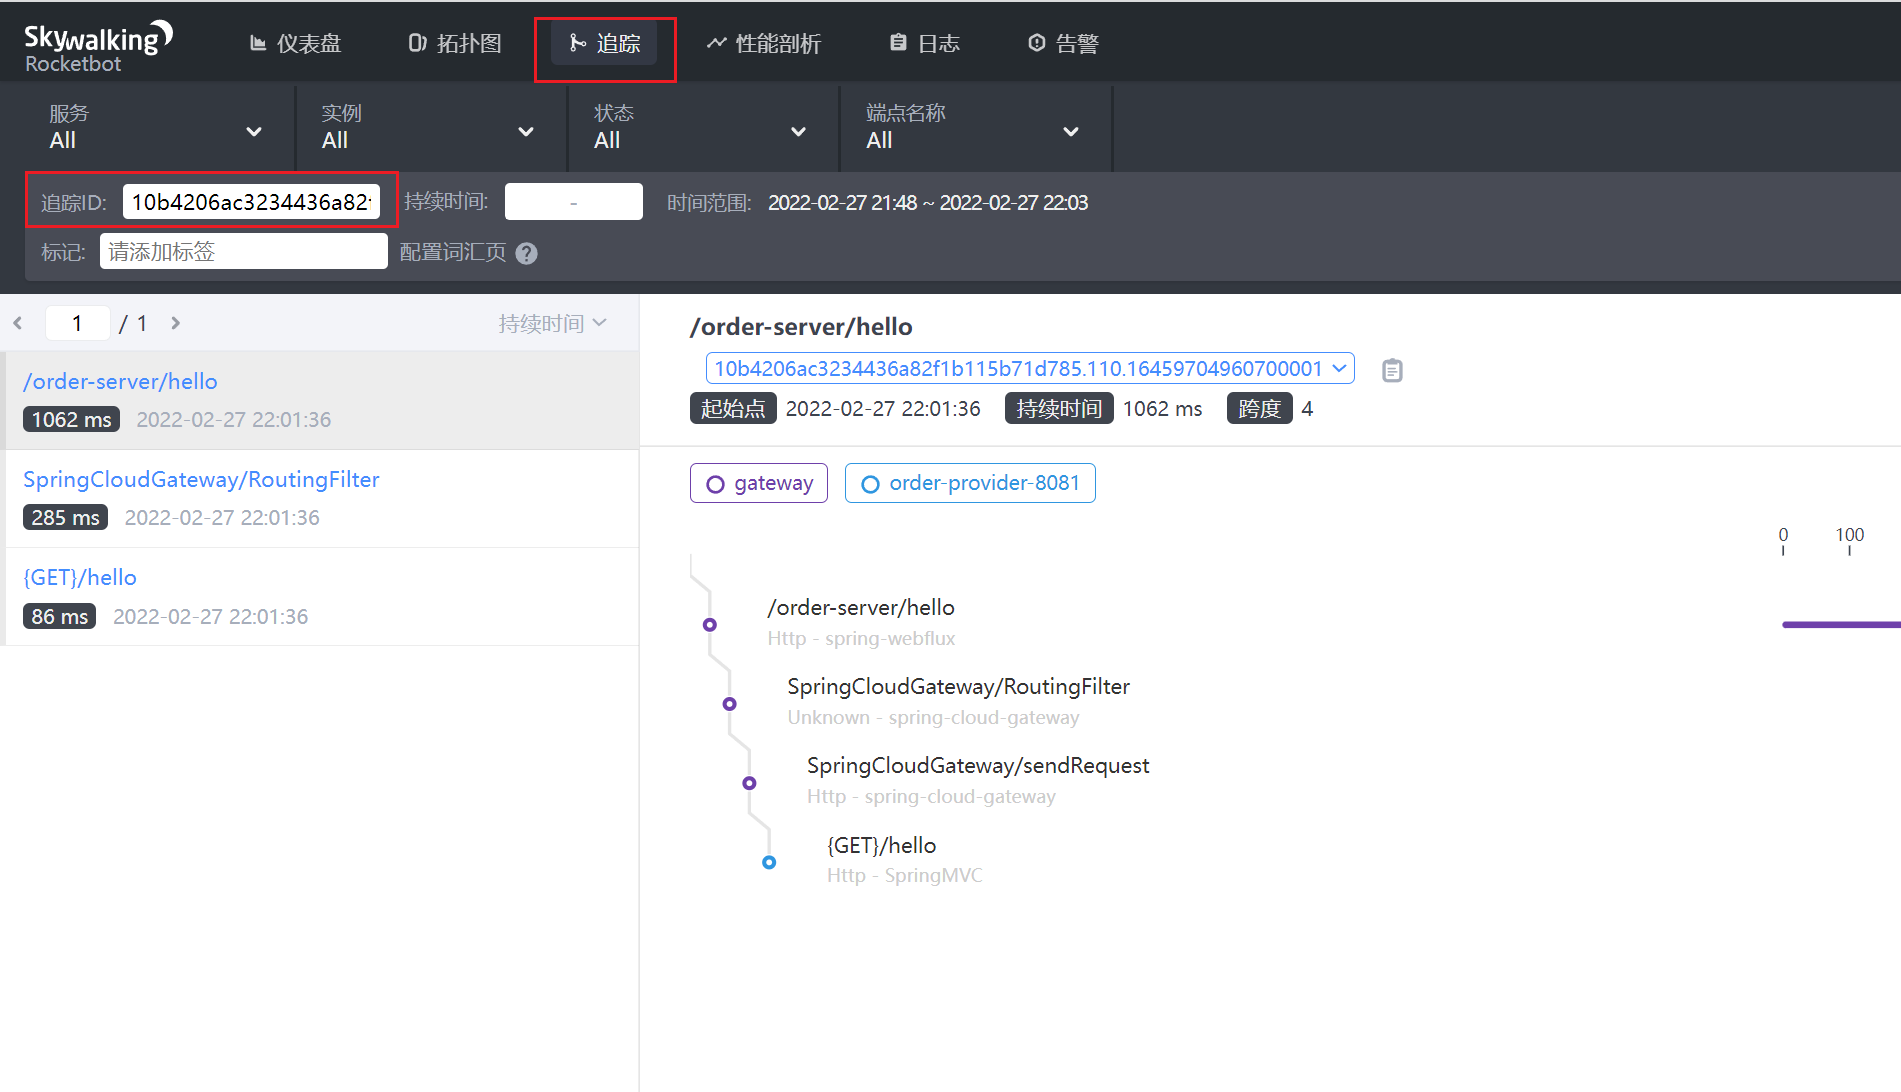 Skywalking
Rocketbot
仪表盘
拓扑图
追踪
性能剖析
日志
告警
服务
All
实例
All
状态
All
端点名称
All
追踪ID: 10b4206ac3234436a82
持续时间: -
时间范围: 2022-02-27 21:48 ~ 2022-02-27 22:03
标记: 请添加标签
配置词汇页 ?
1 / 1
持续时间
/order-server/hello
1062 ms 2022-02-27 22:01:36
SpringCloudGateway/RoutingFilter
285 ms 2022-02-27 22:01:36
{GET}/hello
86 ms 2022-02-27 22:01:36
/order-server/hello
10b4206ac3234436a82f1b115b71d785.110.16459704960700001
起始点 2022-02-27 22:01:36 持续时间 1062 ms 跨度 4
gateway
order-provider-8081
0 100
/order-server/hello
Http - spring-webflux
SpringCloudGateway/RoutingFilter
Unknown - spring-cloud-gateway
SpringCloudGateway/sendRequest
Http - spring-cloud-gateway
{GET}/hello
Http - SpringMVC